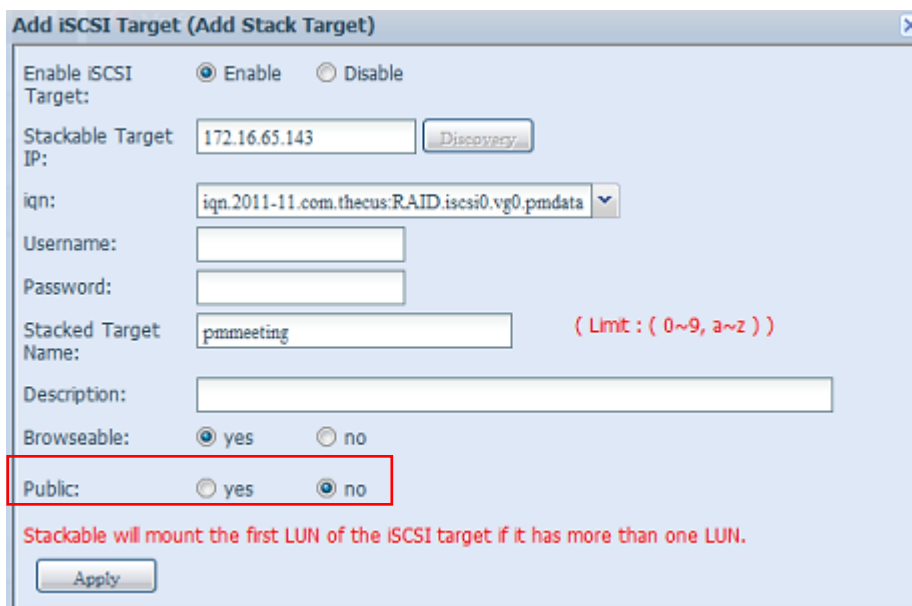 Add iSCSI Target (Add Stack Target)
Enable iSCSI Target: Enable Disable
Stackable Target IP: 172.16.65.143 Discovery
iqn: iqn.2011-11.com.thecus:RAID.iscsi0.vg0.pmdata
Username:
Password:
Stacked Target Name: pmmeeting ( Limit : ( 0~9, a~z ) )
Description:
Browseable: yes no
Public: yes no
Stackable will mount the first LUN of the iSCSI target if it has more than one LUN.
Apply